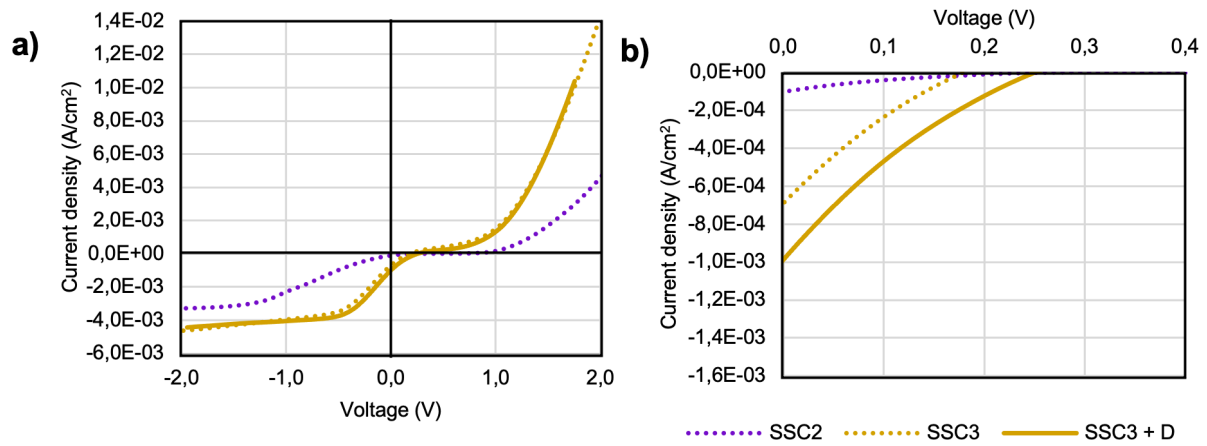 a)
Current density (A/cm²)
1,4E-02
1,2E-02
1,0E-02
8,0E-03
6,0E-03
4,0E-03
2,0E-03
0,0E+00
-2,0E-03
-4,0E-03
-6,0E-03
-2,0 -1,0 0,0 1,0 2,0
Voltage (V)
b)
Voltage (V)
0,0 0,1 0,2 0,3 0,4
Current density (A/cm²)
0,0E+00
-2,0E-04
-4,0E-04
-6,0E-04
-8,0E-04
-1,0E-03
-1,2E-03
-1,4E-03
-1,6E-03
SSC2 SSC3 SSC3 + D